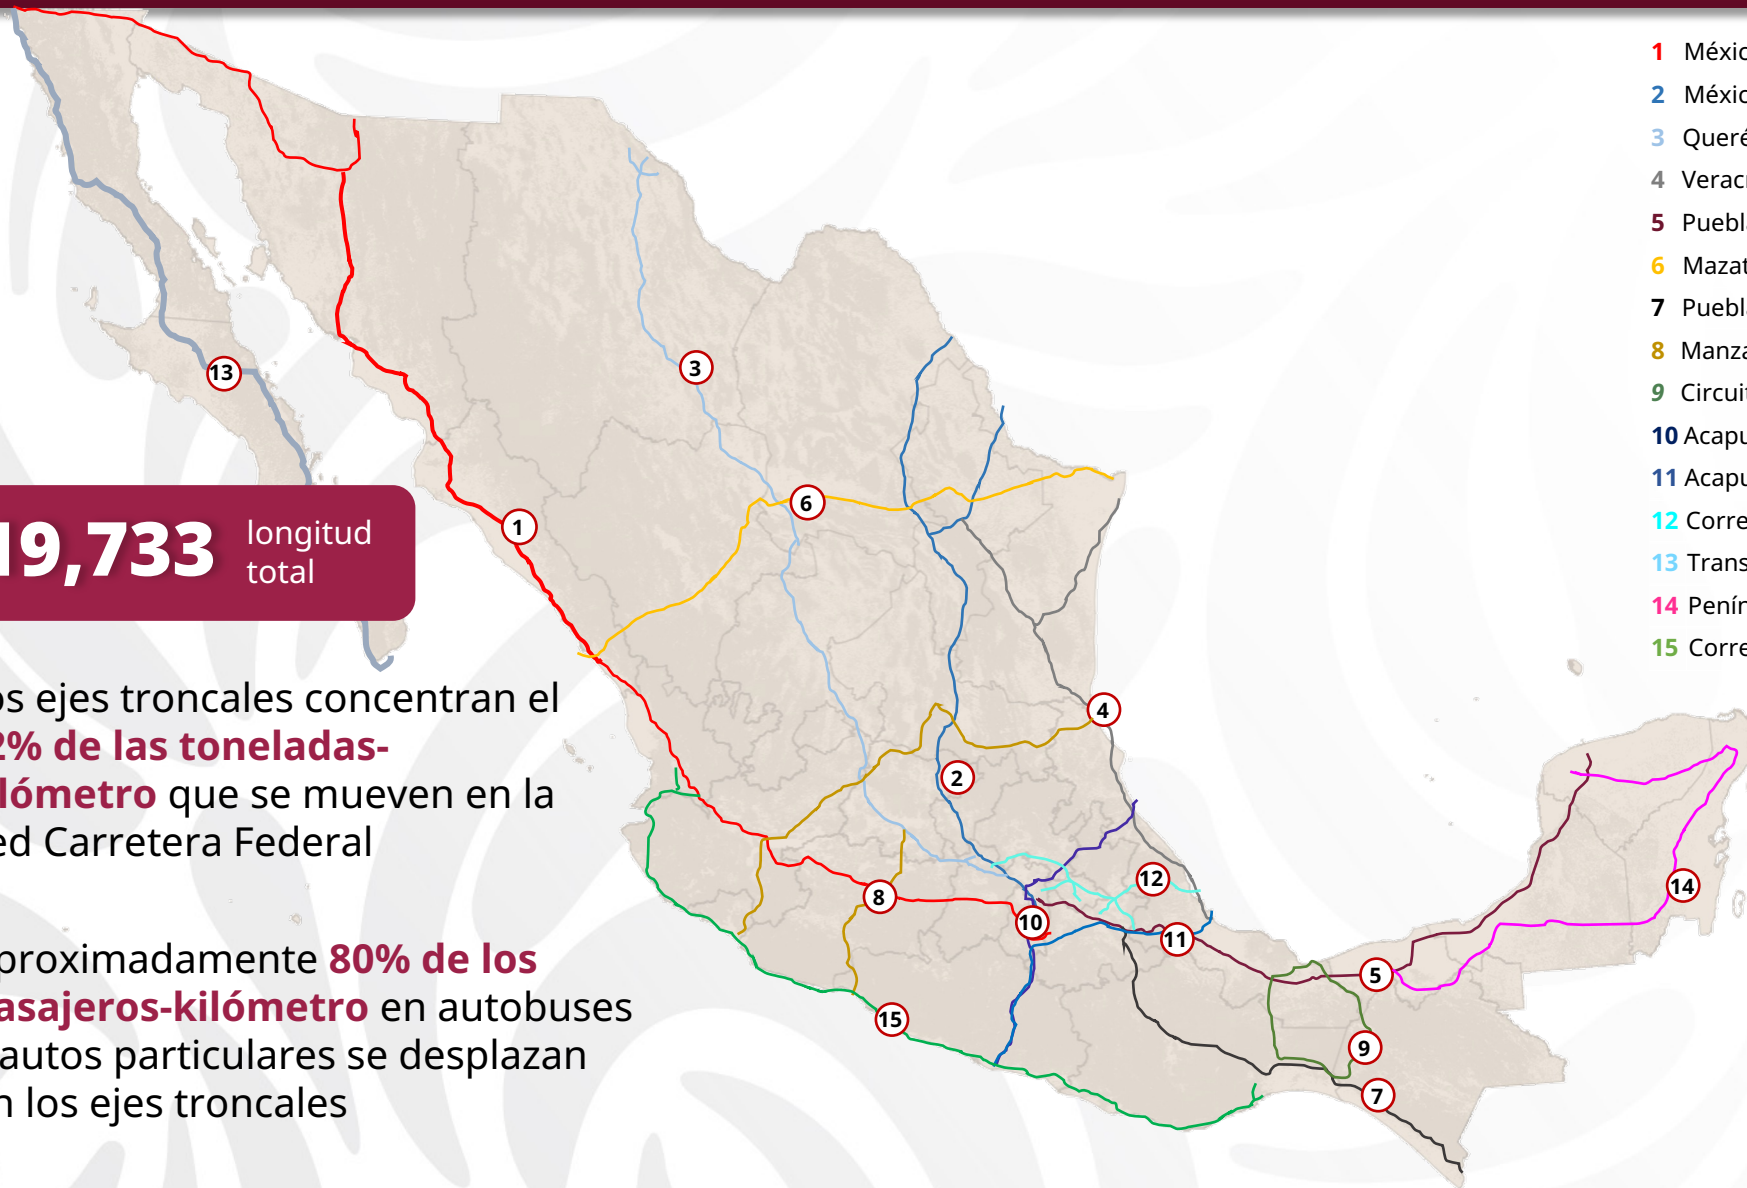 1 Méxic
2 Méxic
3 Queré
4 Verac
5 Puebl
6 Mazat
7 Puebl
8 Manza
9 Circuit
10 Acapu
11 Acapu
12 Corre
13 Trans
14 Penín
15 Corre
13
3
6
1
4
2
8
12
10
11
14
5
15
9
7
19,733 longitud
total
os ejes troncales concentran el
2% de las toneladas-
lómetro que se mueven en la
ed Carretera Federal
proximadamente 80% de los
asajeros-kilómetro en autobuses
autos particulares se desplazan
n los ejes troncales